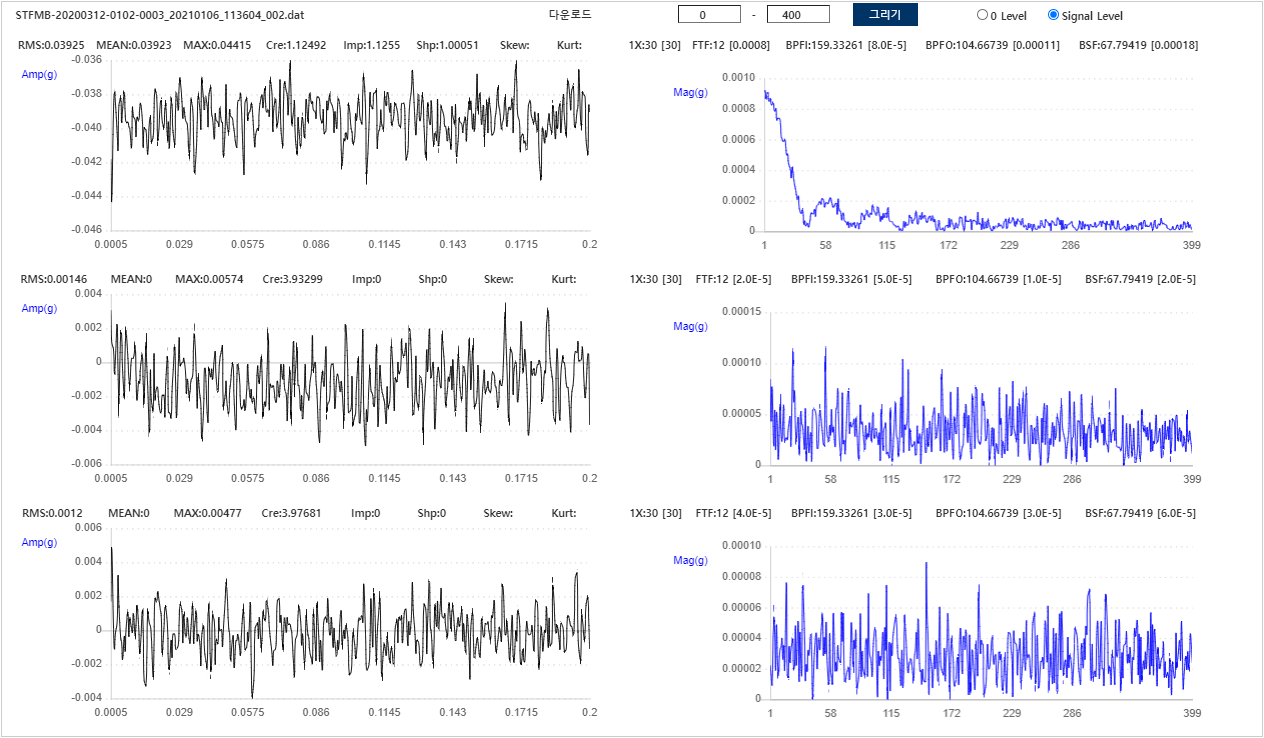 STFMB-20200312-0102-0003_20210106_113604_002.dat 다운로드 0 - 400 그리기 0 Level Signal Level
RMS:0.03925 MEAN:0.03923 MAX:0.04415 Cre:1.12492 Imp:1.1255 Shp:1.00051 Skew: Kurt: 1X:30 [30] FTF:12 [0.0008] BPFI:159.33261 [8.0E-5] BPFO:104.66739 [0.00011] BSF:67.79419 [0.00018]
Amp(g)
-0.036
-0.038
-0.040
-0.042
-0.044
-0.046
0.0005 0.029 0.0575 0.086 0.1145 0.143 0.1715 0.2
Mag(g)
0.0010
0.0008
0.0006
0.0004
0.0002
0
1 58 115 172 229 286 399
RMS:0.00146 MEAN:0 MAX:0.00574 Cre:3.93299 Imp:0 Shp:0 Skew: Kurt: 1X:30 [30] FTF:12 [2.0E-5] BPFI:159.33261 [5.0E-5] BPFO:104.66739 [1.0E-5] BSF:67.79419 [2.0E-5]
Amp(g)
0.004
0.002
0
-0.002
-0.004
-0.006
0.0005 0.029 0.0575 0.086 0.1145 0.143 0.1715 0.2
Mag(g)
0.00015
0.00010
0.00005
0
1 58 115 172 229 286 399
RMS:0.0012 MEAN:0 MAX:0.00477 Cre:3.97681 Imp:0 Shp:0 Skew: Kurt: 1X:30 [30] FTF:12 [4.0E-5] BPFI:159.33261 [3.0E-5] BPFO:104.66739 [3.0E-5] BSF:67.79419 [6.0E-5]
Amp(g)
0.006
0.004
0.002
0
-0.002
-0.004
0.0005 0.029 0.0575 0.086 0.1145 0.143 0.1715 0.2
Mag(g)
0.00010
0.00008
0.00006
0.00004
0.00002
0
1 58 115 172 229 286 399